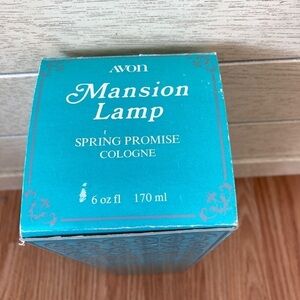 AVON
Mansion
Lamp
SPRING PROMISE
COLOGNE
6 oz fl 170 ml